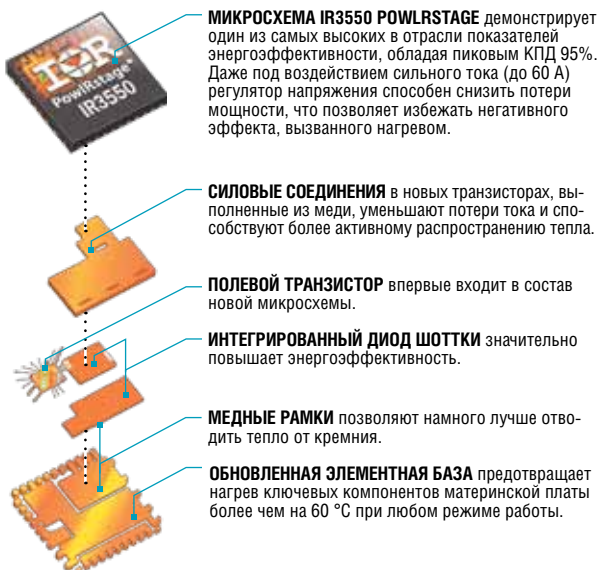 IOR
PowIRstage®
IR3550
МИКРОСХЕМА IR3550 POWLRSTAGE демонстрирует
один из самых высоких в отрасли показателей
энергоэффективности, обладая пиковым КПД 95%.
Даже под воздействием сильного тока (до 60 А)
регулятор напряжения способен снизить потери
мощности, что позволяет избежать негативного
эффекта, вызванного нагревом.
СИЛОВЫЕ СОЕДИНЕНИЯ в новых транзисторах, вы-
полненные из меди, уменьшают потери тока и спо-
собствуют более активному распространению тепла.
ПОЛЕВОЙ ТРАНЗИСТОР впервые входит в состав
новой микросхемы.
ИНТЕГРИРОВАННЫЙ ДИОД ШОТТКИ значительно
повышает энергоэффективность.
МЕДНЫЕ РАМКИ позволяют намного лучше отво-
дить тепло от кремния.
ОБНОВЛЕННАЯ ЭЛЕМЕНТНАЯ БАЗА предотвращает
нагрев ключевых компонентов материнской платы
более чем на 60 °C при любом режиме работы.